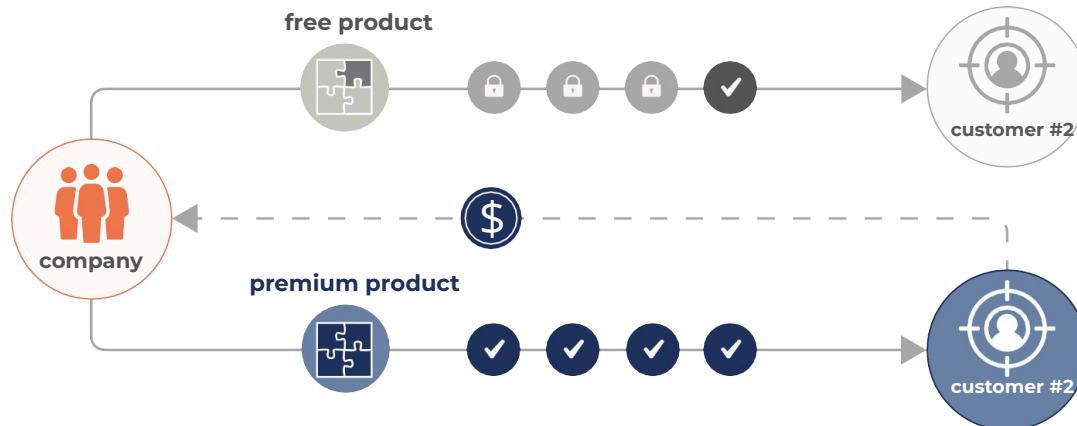 free product
customer #2
$
company
premium product
customer #2